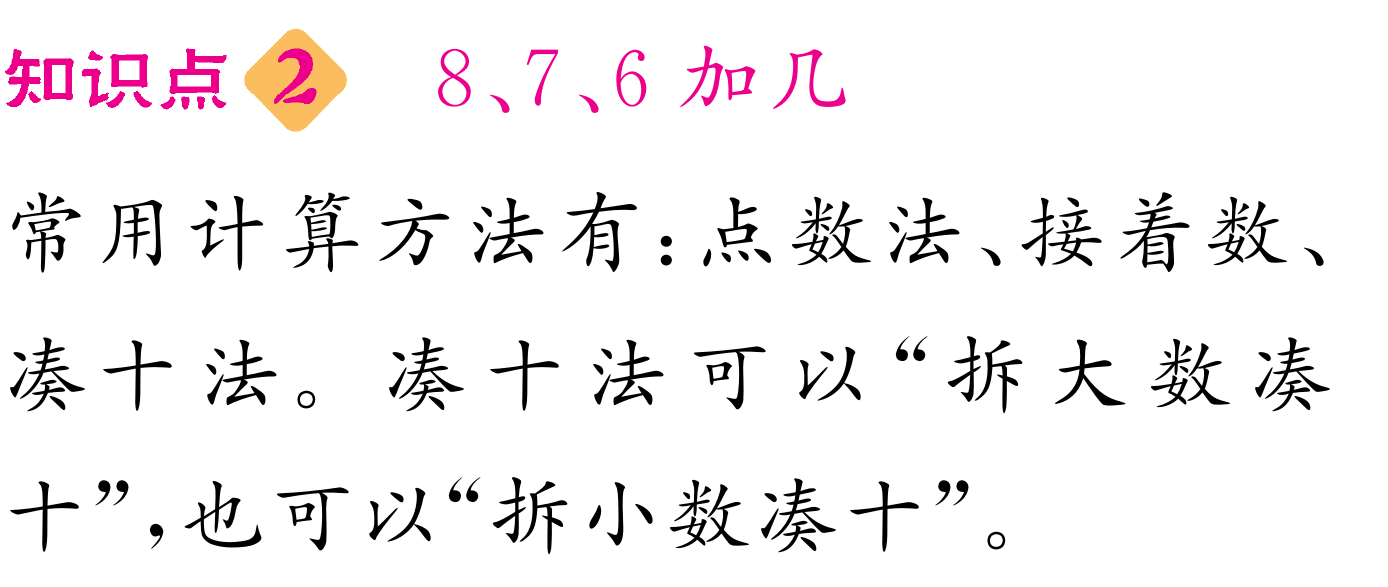 知识点 2 8、7、6 加几
常用计算方法有：点数法、接着数、
凑十法。凑十法可以“拆大数凑
十”，也可以“拆小数凑十”。